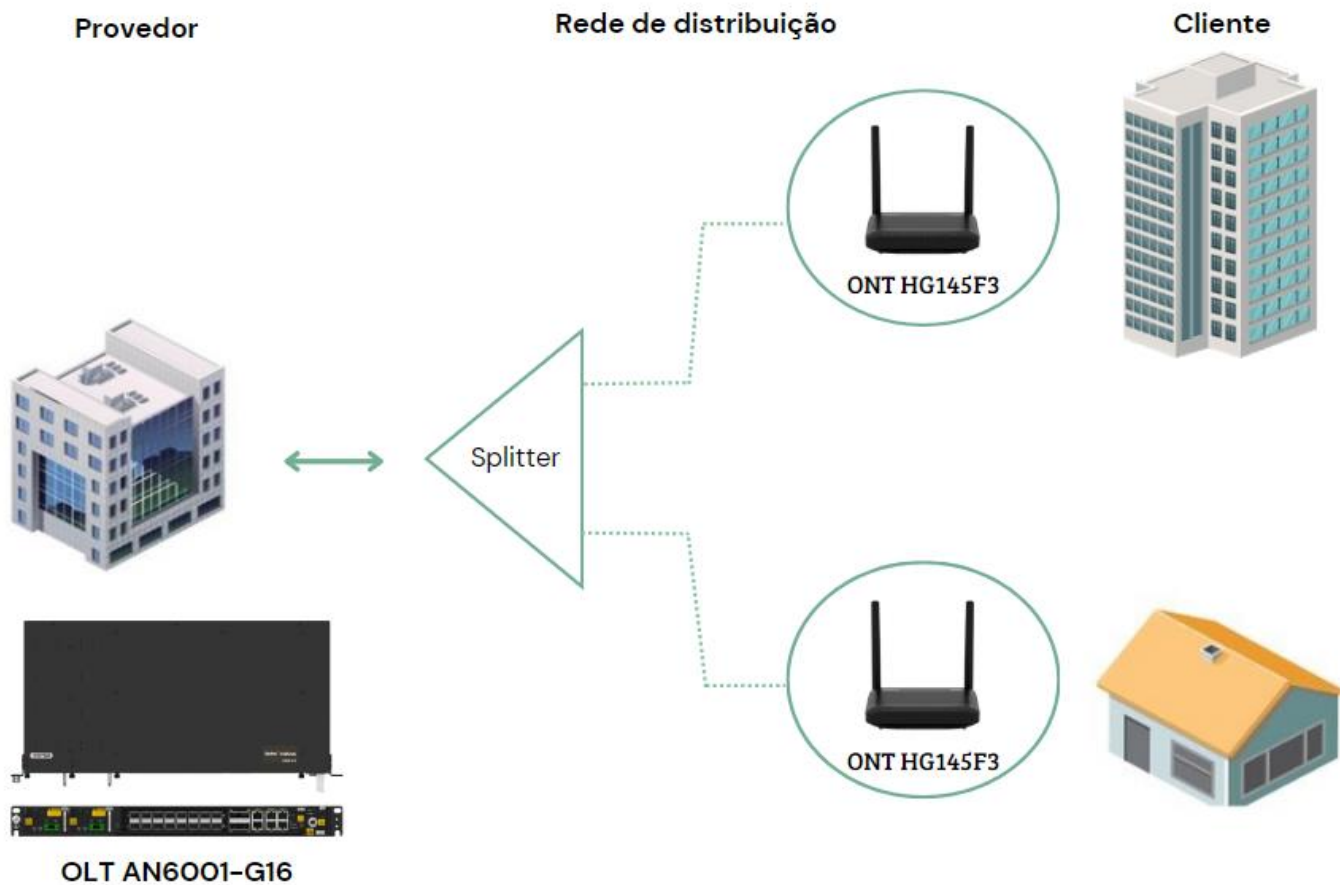 Provedor
Rede de distribuição
Cliente
ONT HG145F3
Splitter
ONT HG145F3
OLT AN6001-G16